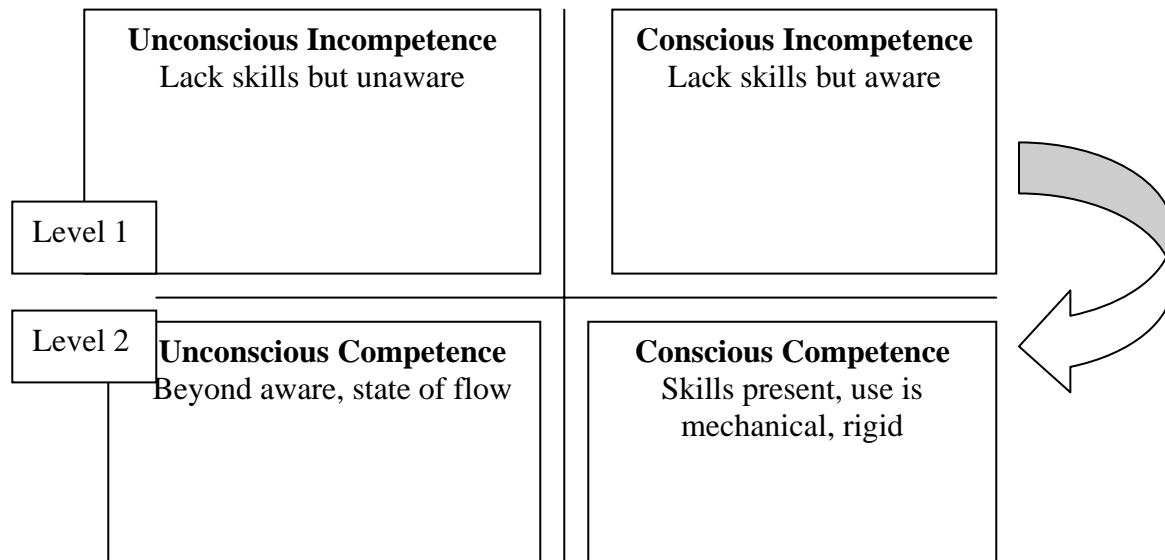 Unconscious Incompetence
Lack skills but unaware
Conscious Incompetence
Lack skills but aware
Level 1
Level 2
Unconscious Competence
Beyond aware, state of flow
Conscious Competence
Skills present, use is
mechanical, rigid